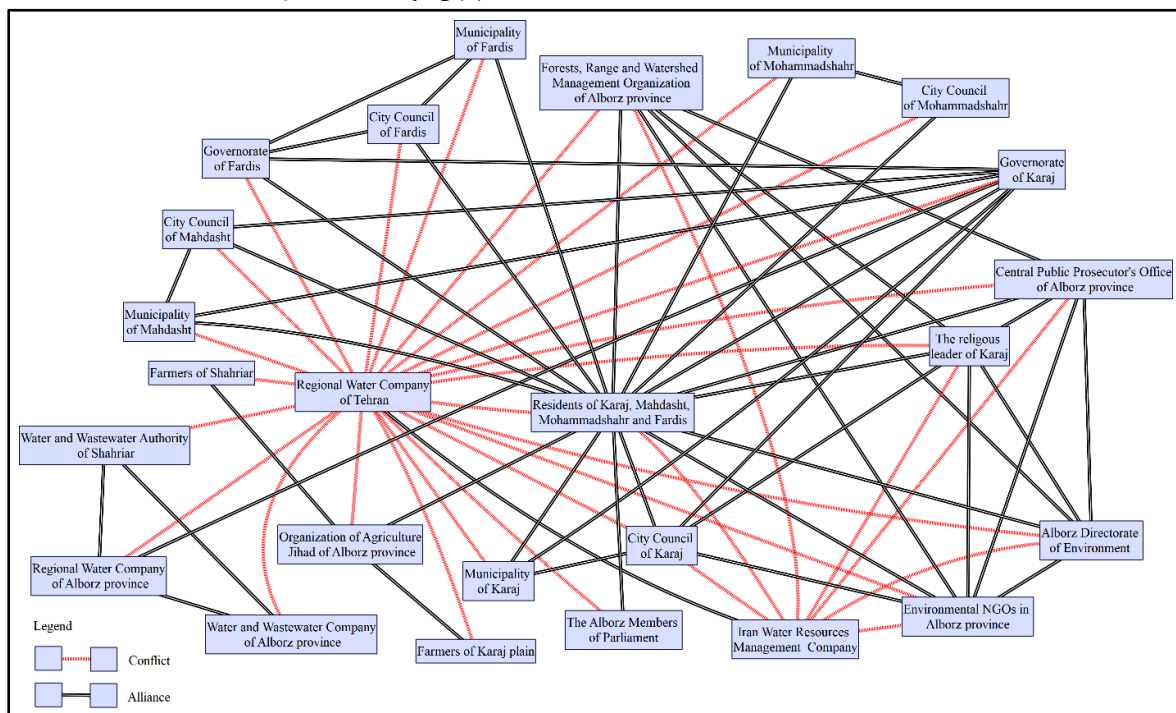 Municipality
of Fardis
Forests, Range and Watershed
Management Organization
of Alborz province
Municipality
of Mohammadshahr
City Council
of Mohammadshahr
City Council
of Fardis
Governorate
of Fardis
Governorate
of Karaj
City Council
of Mahdasht
Central Public Prosecutor's Office
of Alborz province
Municipality
of Mahdasht
The religous
leader of Karaj
Farmers of Shahriar
Regional Water Company
of Tehran
Residents of Karaj, Mahdasht,
Mohammadshahr and Fardis
Water and Wastewater Authority
of Shahriar
Organization of Agriculture
Jihad of Alborz province
City Council
of Karaj
Alborz Directorate
of Environment
Regional Water Company
of Alborz province
Municipality
of Karaj
Environmental NGOs in
Alborz province
Water and Wastewater Company
of Alborz province
The Alborz Members
of Parliament
Iran Water Resources
Management Company
Farmers of Karaj plain
Legend
Conflict
Alliance